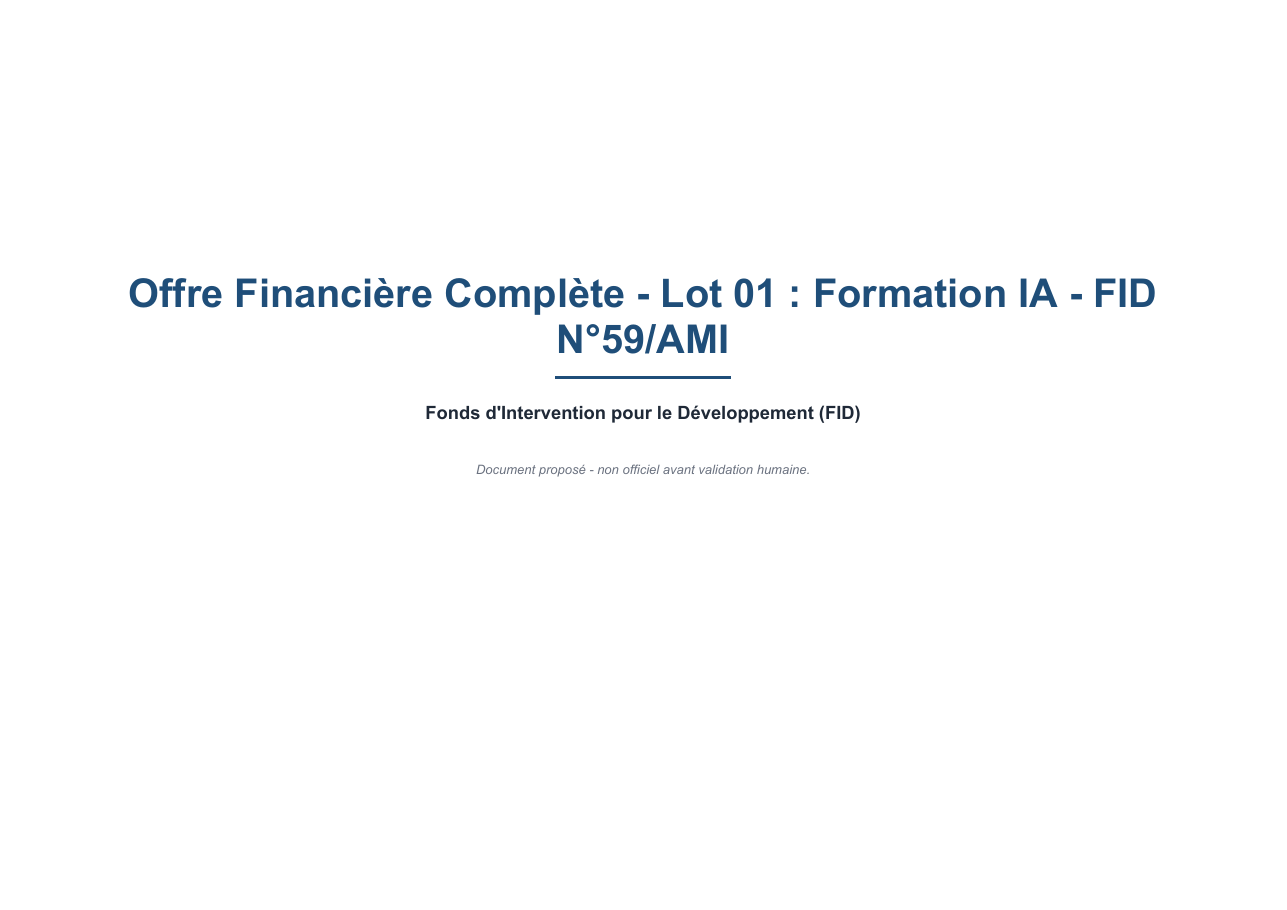 Offre Financière Complète - Lot 01 : Formation IA - FID
N°59/AMI
Fonds d'Intervention pour le Développement (FID)
Document proposé - non officiel avant validation humaine.